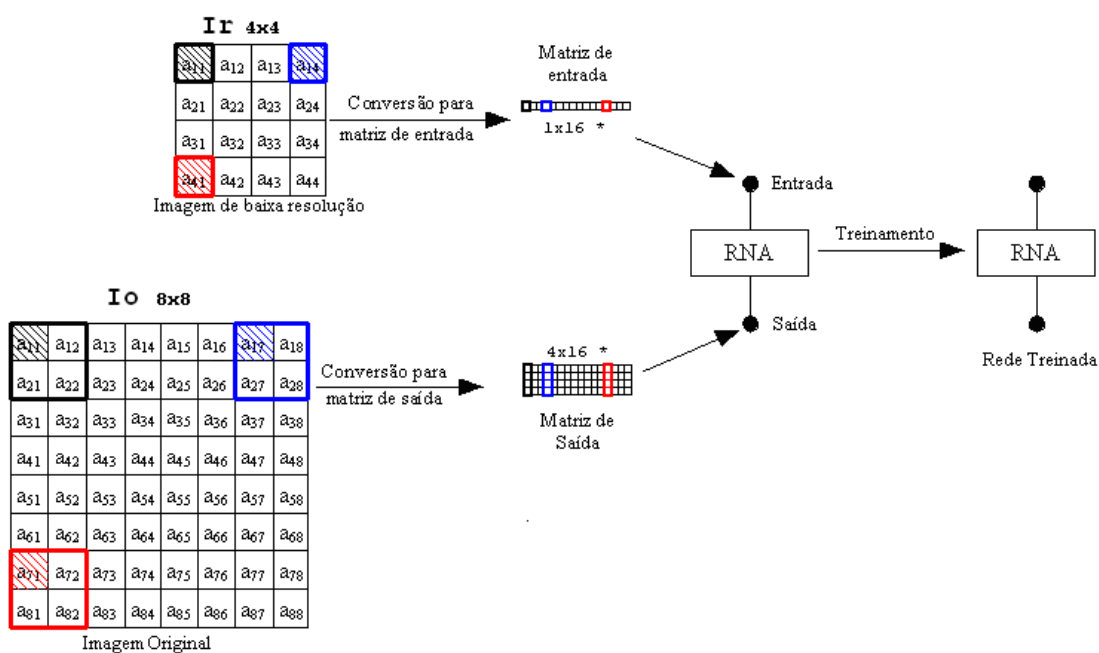 Ir 4x4
a11 a12 a13 a14
a21 a22 a23 a24
a31 a32 a33 a34
a41 a42 a43 a44
Imagem de baixa resolução
Conversão para
matriz de entrada
Matriz de
entrada
1x16 *
Entrada
RNA
Saída
Treinamento
RNA
Rede Treinada
Io 8x8
a11 a12 a13 a14 a15 a16 a17 a18
a21 a22 a23 a24 a25 a26 a27 a28
a31 a32 a33 a34 a35 a36 a37 a38
a41 a42 a43 a44 a45 a46 a47 a48
a51 a52 a53 a54 a55 a56 a57 a58
a61 a62 a63 a64 a65 a66 a67 a68
a71 a72 a73 a74 a75 a76 a77 a78
a81 a82 a83 a84 a85 a86 a87 a88
Imagem Original
Conversão para
matriz de saída
4x16 *
Matriz de
Saída